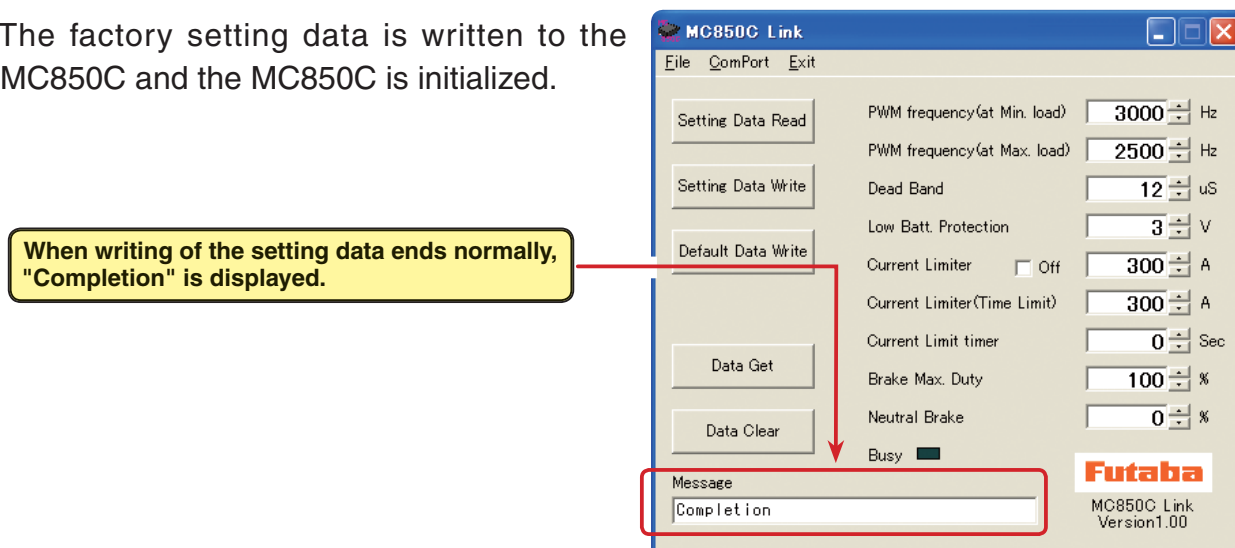 The factory setting data is written to the
MC850C and the MC850C is initialized.
When writing of the setting data ends normally,
"Completion" is displayed.
MC850C Link
File ComPort Exit
Setting Data Read
Setting Data Write
Default Data Write
Data Get
Data Clear
PWM frequency(at Min. load) 3000 Hz
PWM frequency(at Max. load) 2500 Hz
Dead Band 12 uS
Low Batt. Protection 3 V
Current Limiter Off 300 A
Current Limiter(Time Limit) 300 A
Current Limit timer 0 Sec
Brake Max. Duty 100 %
Neutral Brake 0 %
Busy
Message
Completion
Futaba
MC850C Link
Version1.00